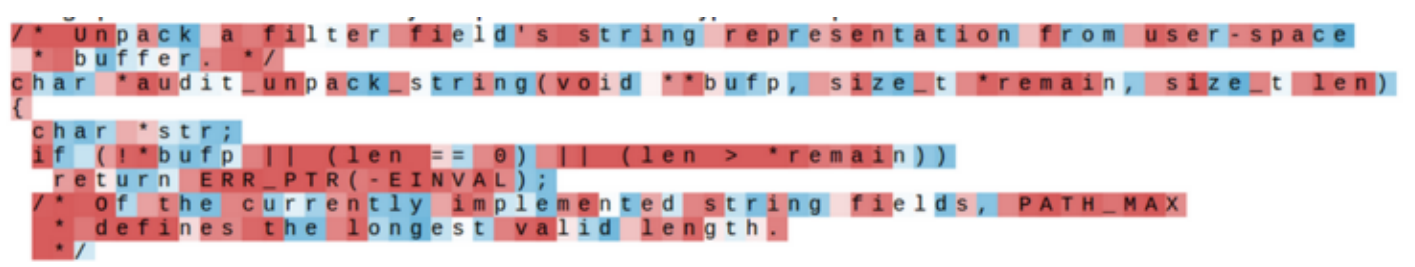 /* Unpack a filter field's string representation from user-space
 * buffer. */
char *audit_unpack_string(void **bufp, size_t *remain, size_t len)
{
  char *str;
  if (!*bufp || (len == 0) || (len > *remain))
    return ERR_PTR(-EINVAL);
  /* Of the currently implemented string fields, PATH_MAX
   * defines the longest valid length.
   */